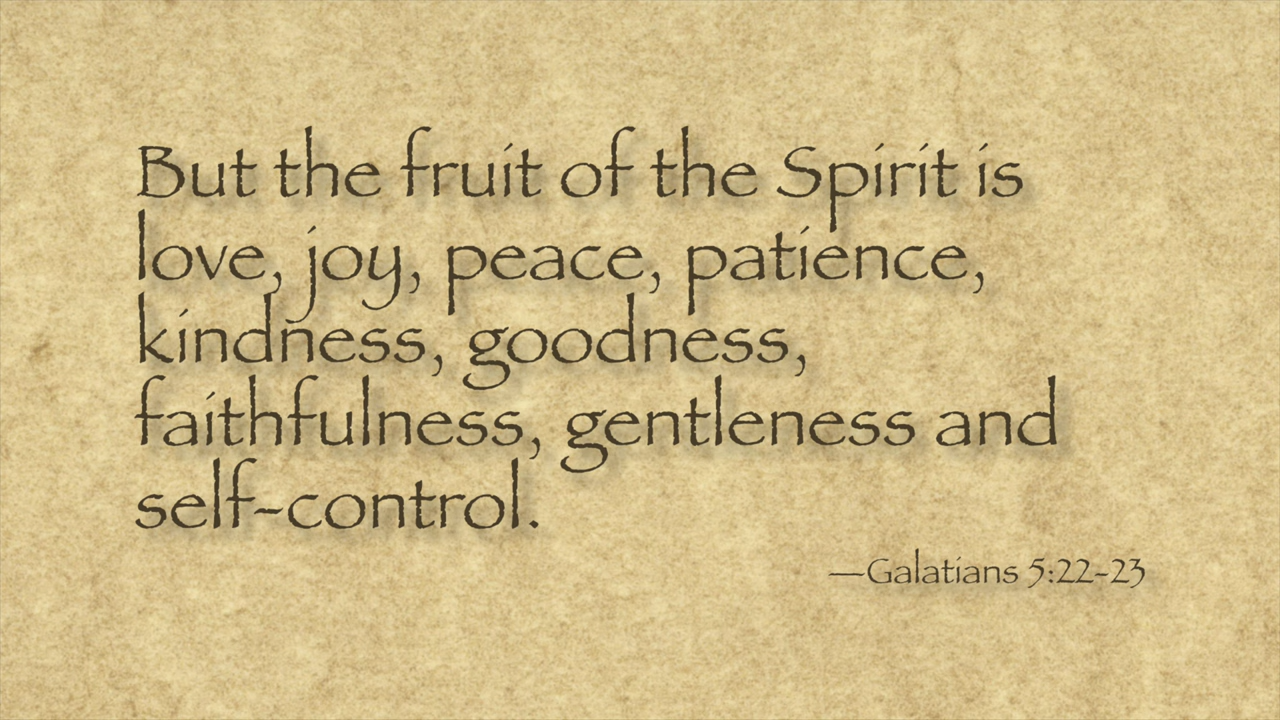 But the fruit of the Spirit is
love, joy, peace, patience,
kindness, goodness,
faithfulness, gentleness and
self-control.
—Galatians 5:22-23